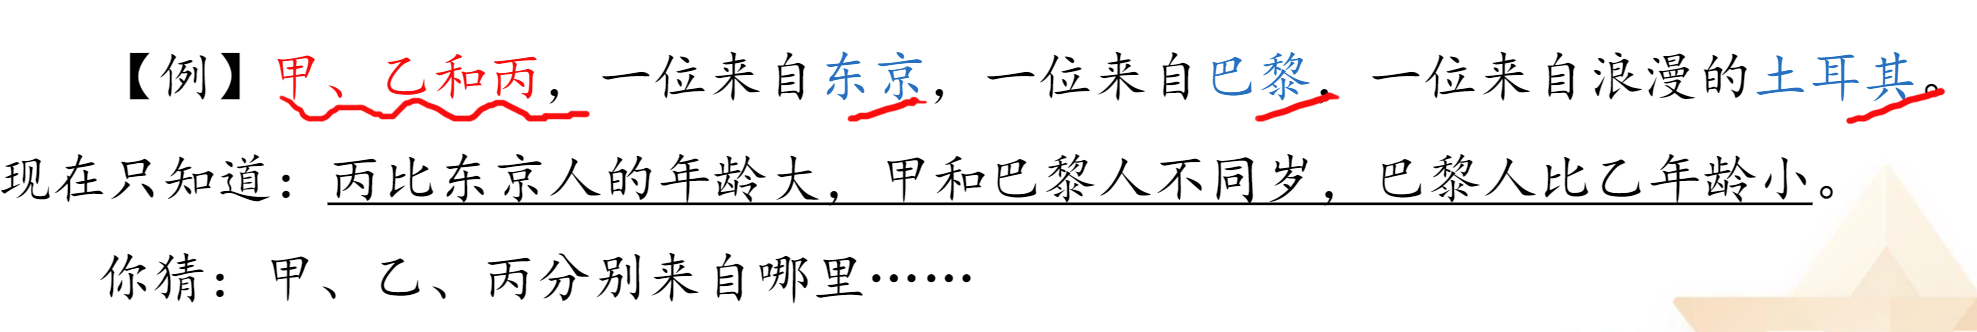 【例】甲、乙和丙，一位来自东京，一位来自巴黎，一位来自浪漫的土耳其。
现在只知道：丙比东京人的年龄大，甲和巴黎人不同岁，巴黎人比乙年龄小。
你猜：甲、乙、丙分别来自哪里……